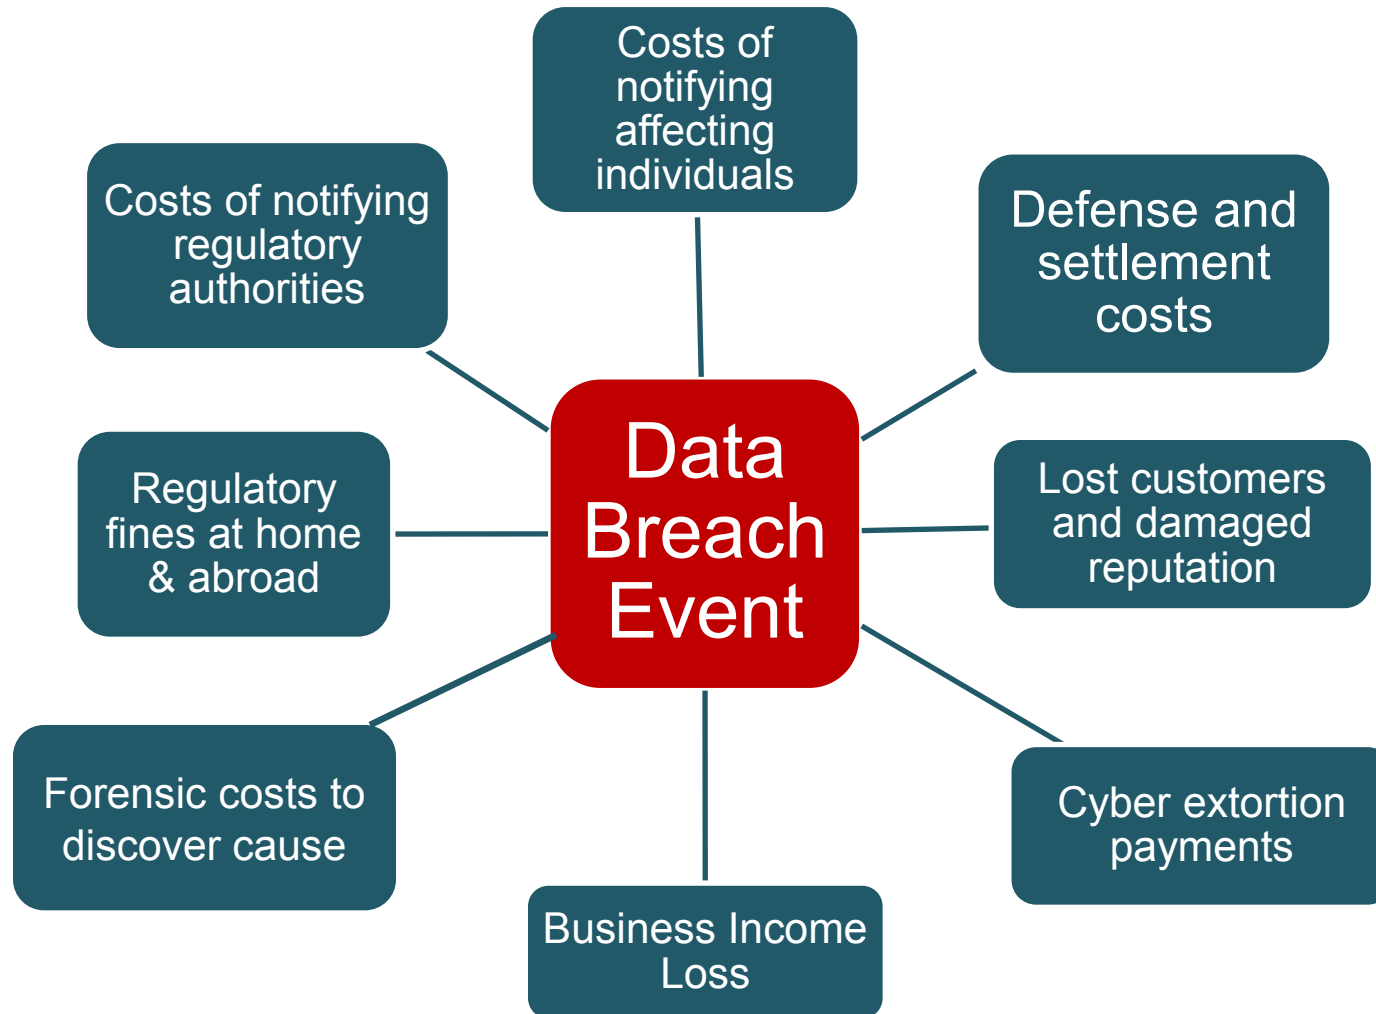 Costs of
notifying
affecting
individuals
Costs of notifying
regulatory
authorities
Defense and
settlement
costs
Data
Breach
Event
Regulatory
fines at home
& abroad
Lost customers
and damaged
reputation
Forensic costs to
discover cause
Cyber extortion
payments
Business Income
Loss